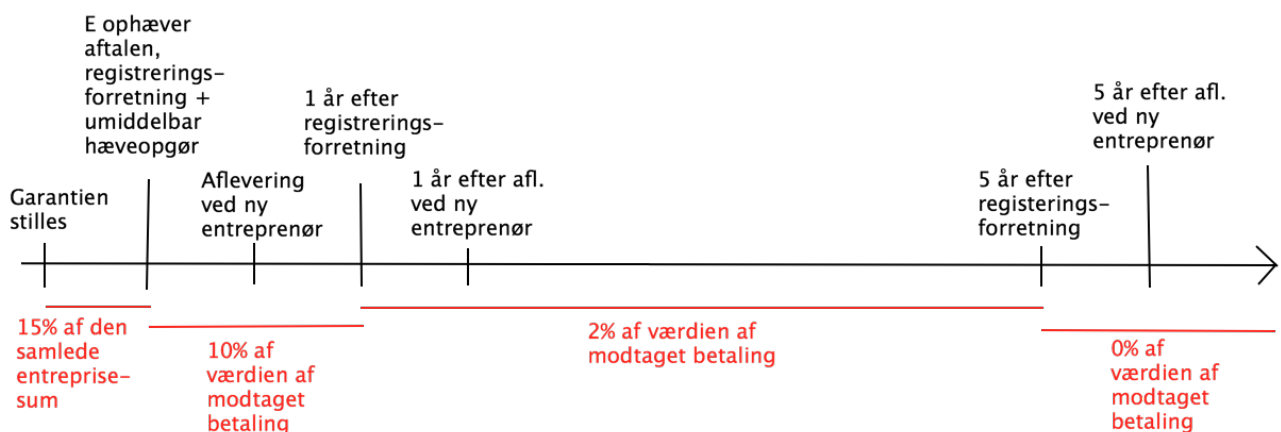 E ophæver
aftalen,
registrerings-
forretning +
umiddelbar
hæveopgør
1 år efter
registrerings-
forretning
5 år efter afl.
ved ny
entreprenør
Garantien
stilles
Aflevering
ved ny
entreprenør
1 år efter afl.
ved ny
entreprenør
5 år efter
registerings-
forretning
15% af den
samlede
entreprise-
sum
10% af
værdien af
modtaget
betaling
2% af værdien af
modtaget betaling
0% af
værdien af
modtaget
betaling